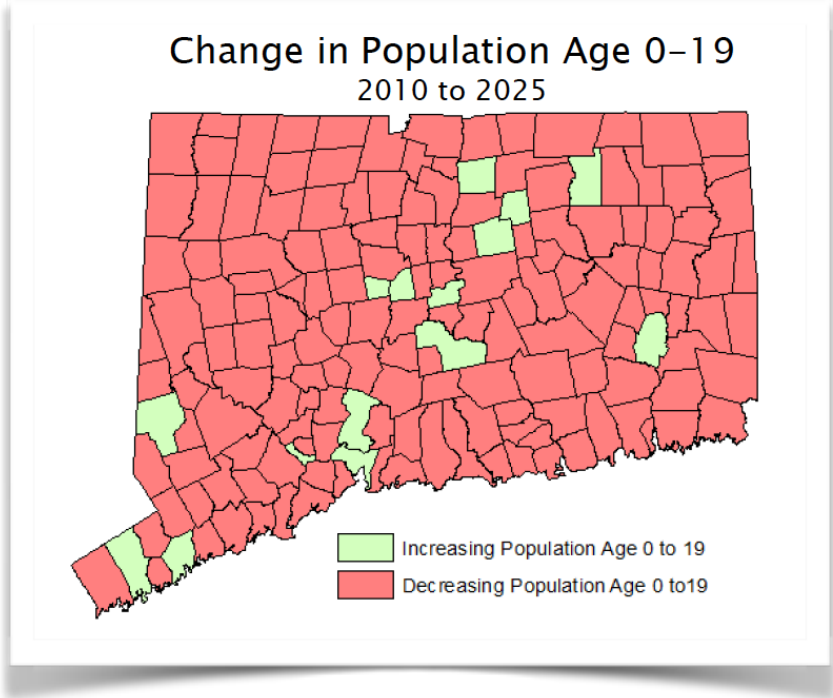 Change in Population Age 0-19
2010 to 2025
Increasing Population Age 0 to 19
Decreasing Population Age 0 to19